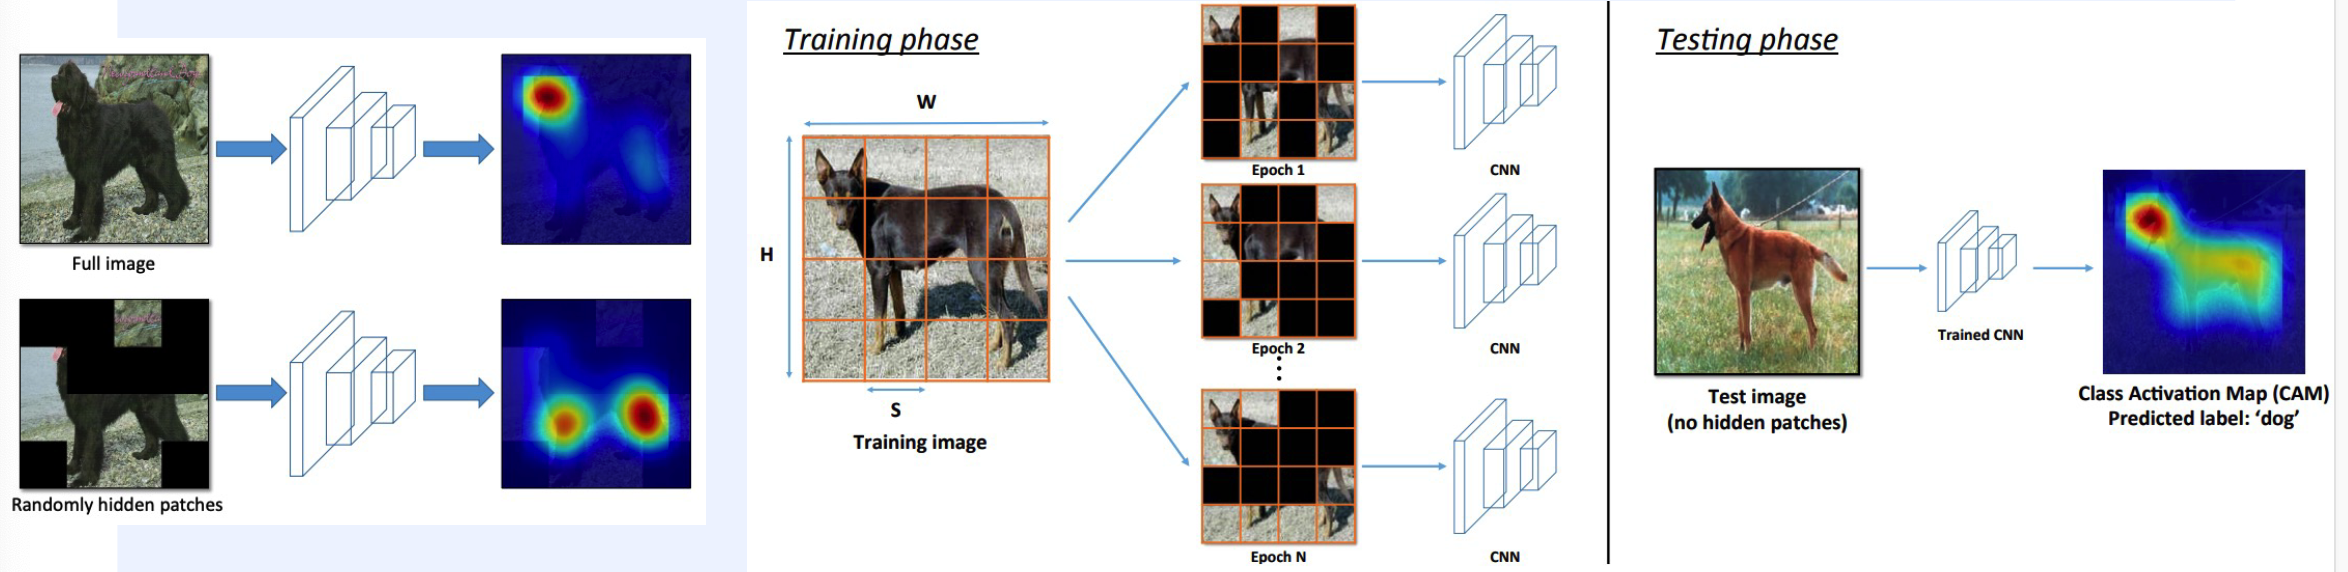 Full image
Randomly hidden patches
Training phase
W
H
S
Training image
Epoch 1
CNN
Epoch 2
CNN
Epoch N
CNN
Testing phase
Test image
(no hidden patches)
Trained CNN
Class Activation Map (CAM)
Predicted label: ‘dog’